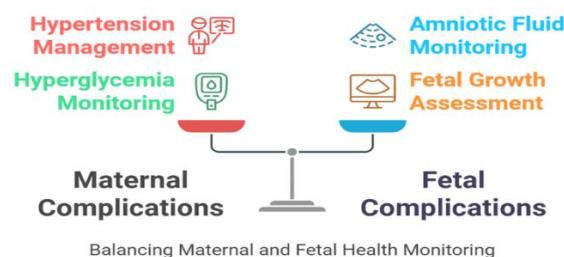 Hypertension
Management
Hyperglycemia
Monitoring
Amniotic Fluid
Monitoring
Fetal Growth
Assessment
Maternal
Complications
Fetal
Complications
Balancing Maternal and Fetal Health Monitoring